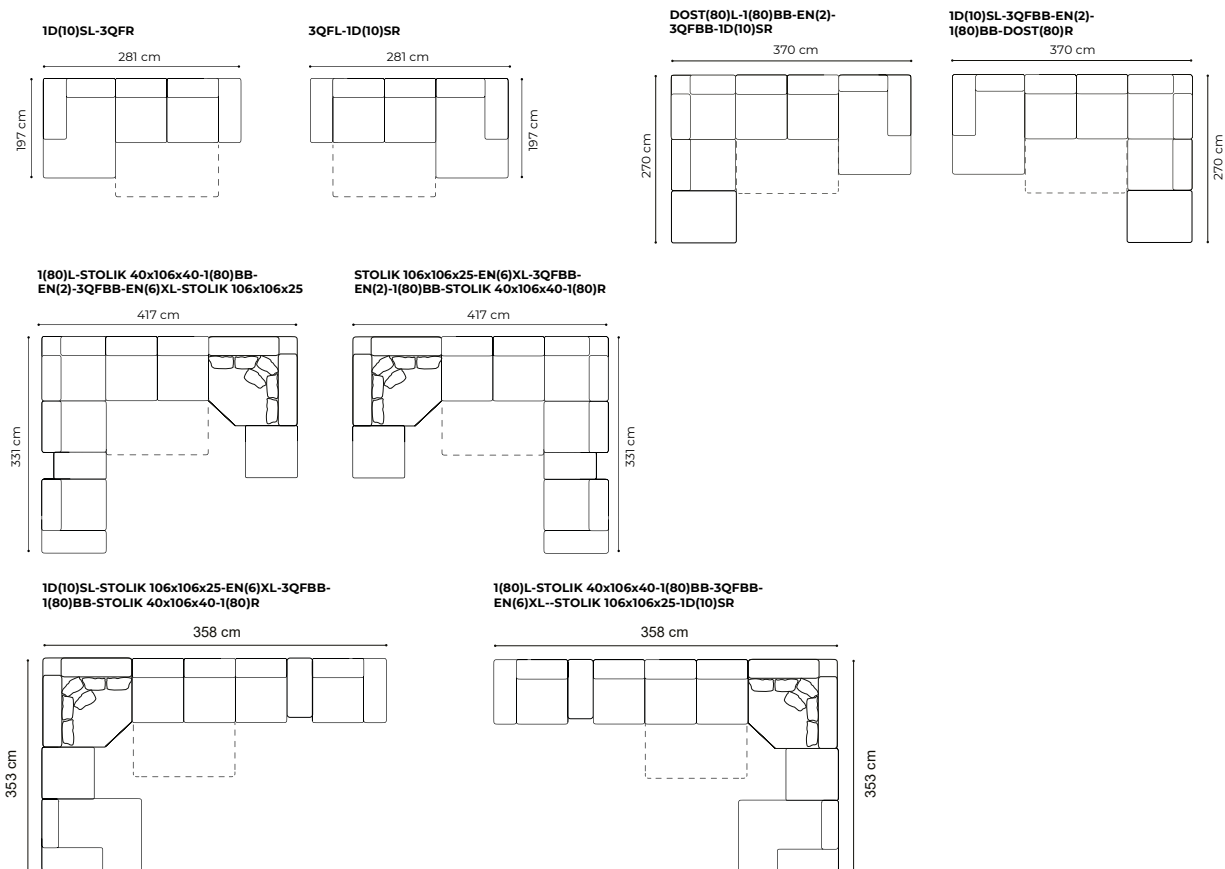 1D(10)SL-3QFR
281 cm
197 cm
3QFL-1D(10)SR
281 cm
197 cm
DOST(80)L-1(80)BB-EN(2)-
3QFBB-1D(10)SR
370 cm
270 cm
1D(10)SL-3QFBB-EN(2)-
1(80)BB-DOST(80)R
370 cm
270 cm
1(80)L-STOLIK 40x106x40-1(80)BB-
EN(2)-3QFBB-EN(6)XL-STOLIK 106x106x25
417 cm
331 cm
STOLIK 106x106x25-EN(6)XL-3QFBB-
EN(2)-1(80)BB-STOLIK 40x106x40-1(80)R
417 cm
331 cm
1D(10)SL-STOLIK 106x106x25-EN(6)XL-3QFBB-
1(80)BB-STOLIK 40x106x40-1(80)R
358 cm
353 cm
1(80)L-STOLIK 40x106x40-1(80)BB-3QFBB-
EN(6)XL--STOLIK 106x106x25-1D(10)SR
358 cm
353 cm